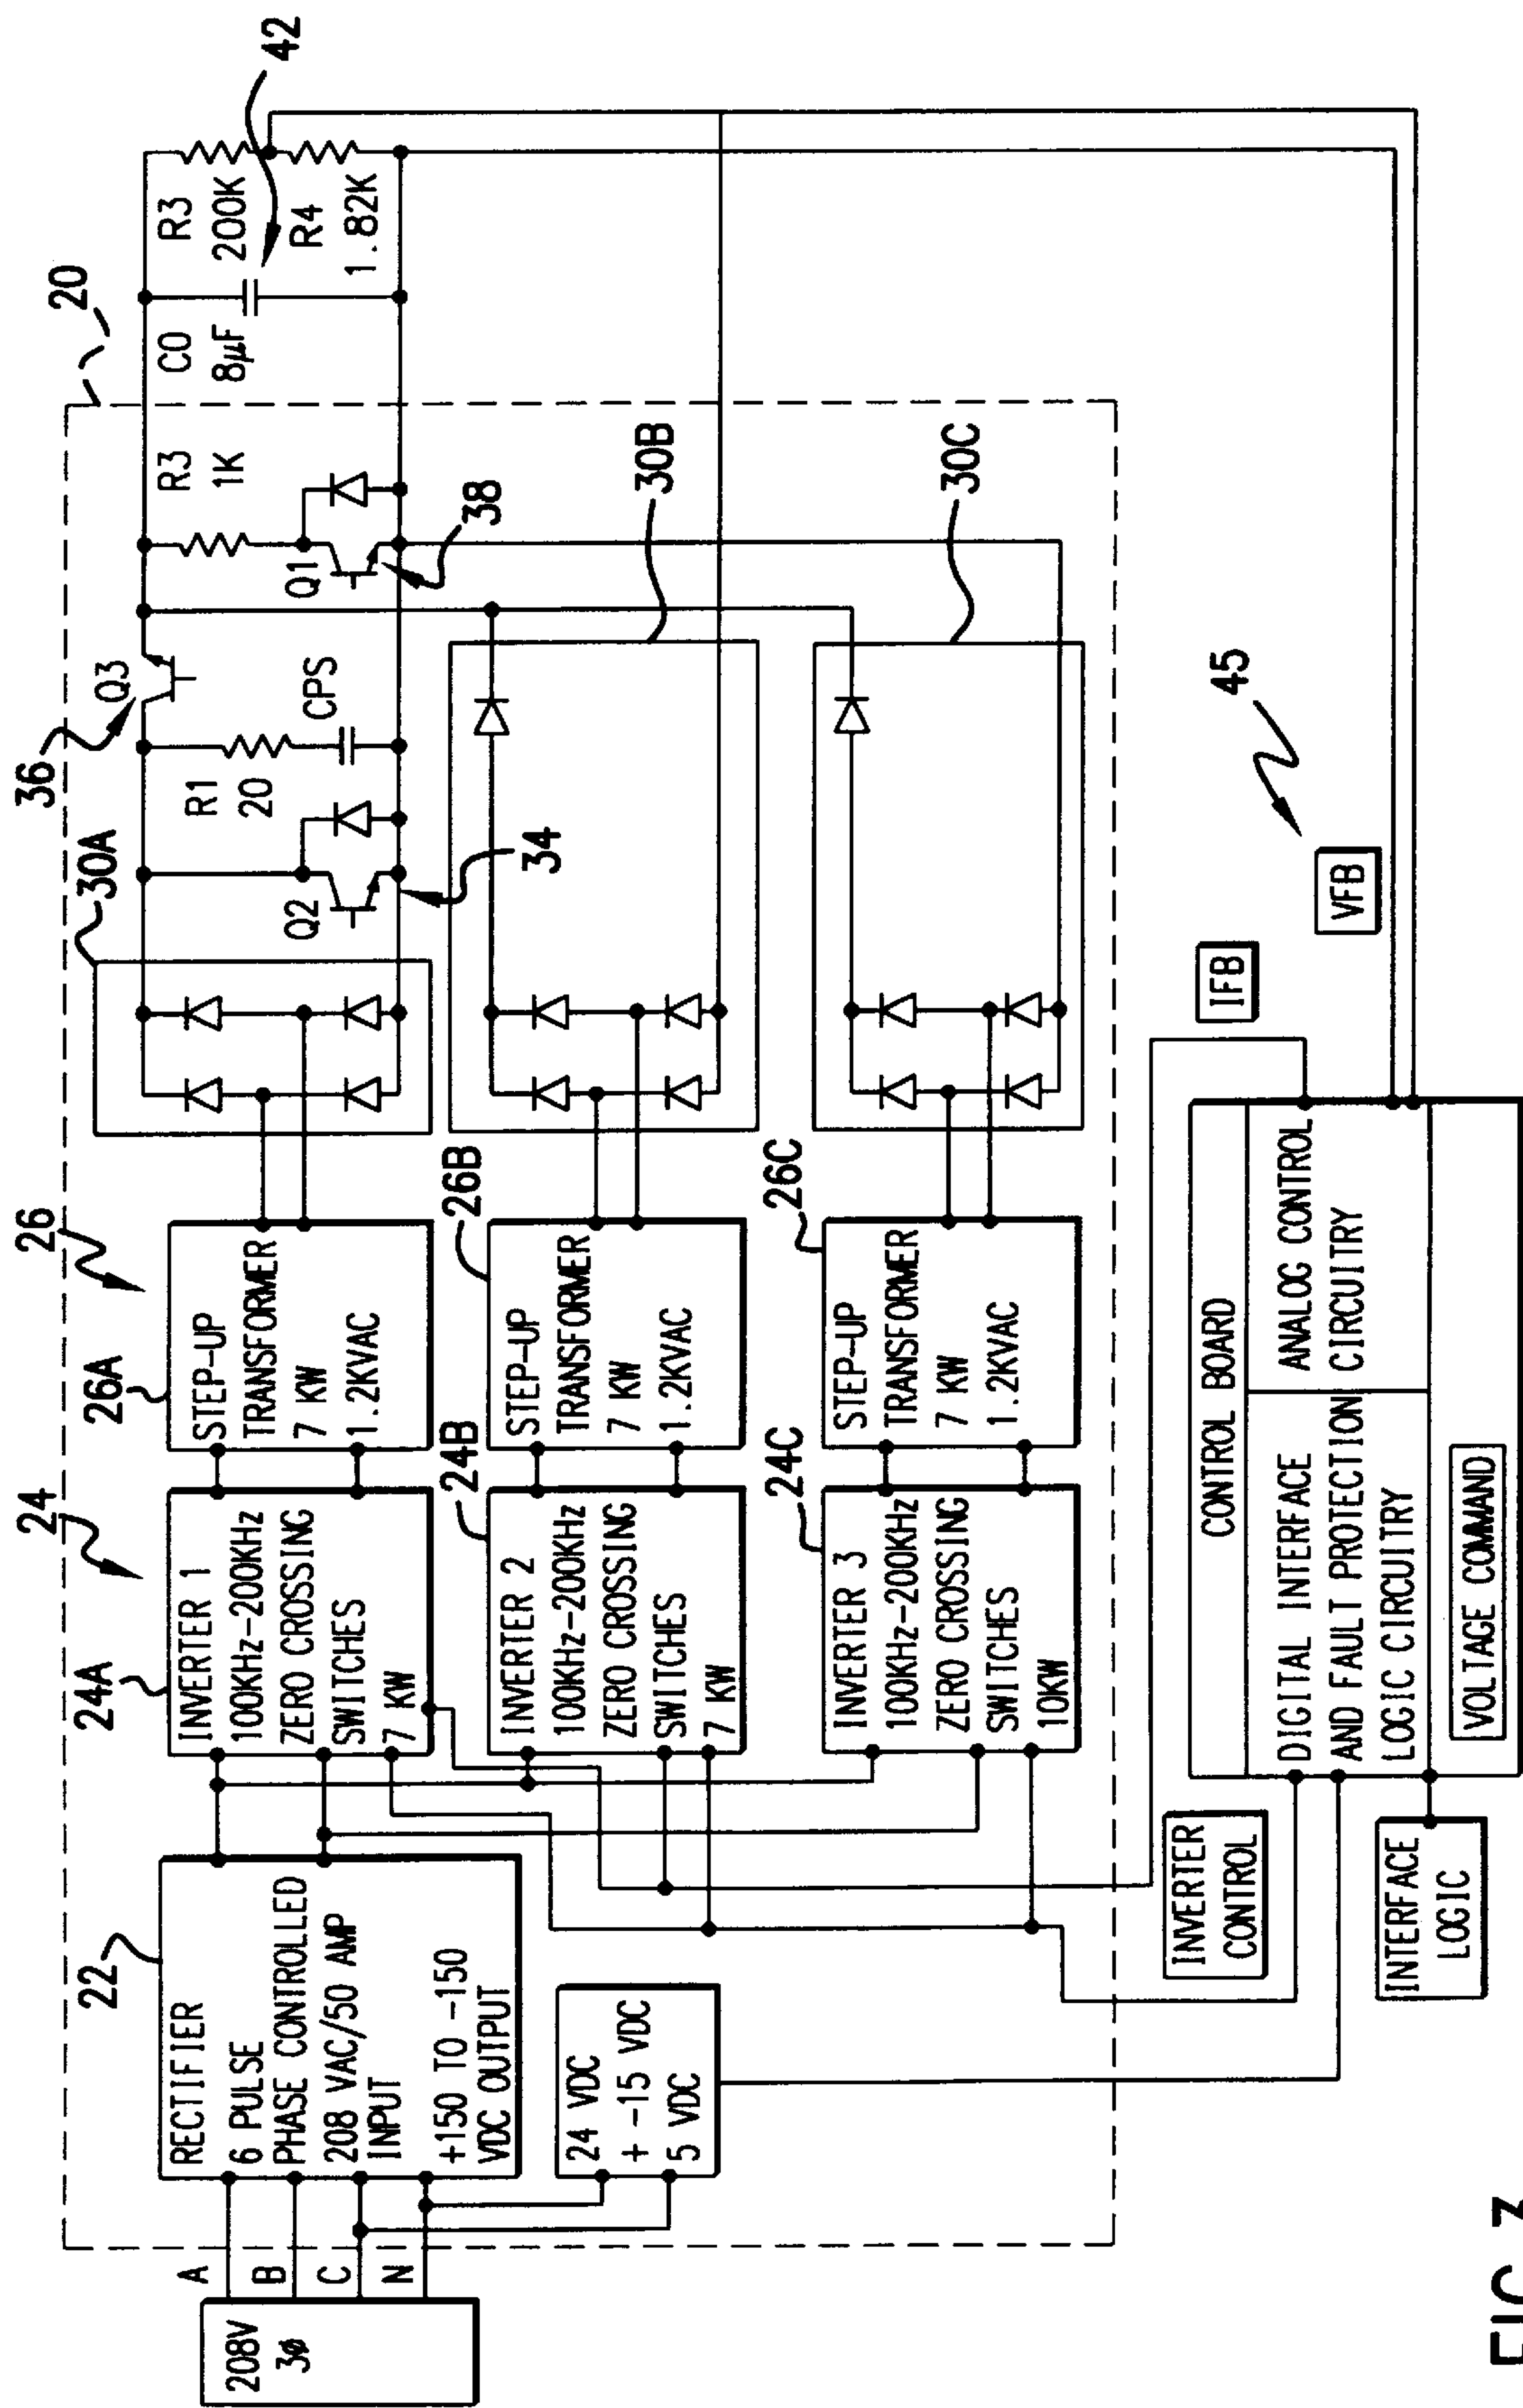 20
42
36
30A
Q3
R3
1K
R3
200K
CO
8µF
R4
1.82K
R1
20
CPS
Q2
34
Q1
38
30B
30C
26
26A
STEP-UP
TRANSFORMER
7 KW
1.2KVAC
26B
STEP-UP
TRANSFORMER
7 KW
1.2KVAC
26C
STEP-UP
TRANSFORMER
7 KW
1.2KVAC
24
24A
INVERTER 1
100KHz-200KHz
ZERO CROSSING
SWITCHES
7 KW
24B
INVERTER 2
100KHz-200KHz
ZERO CROSSING
SWITCHES
7 KW
24C
INVERTER 3
100KHz-200KHz
ZERO CROSSING
SWITCHES
10KW
22
RECTIFIER
6 PULSE
PHASE CONTROLLED
208 VAC/50 AMP
INPUT
+150 TO -150
VDC OUTPUT
24 VDC
+ -15 VDC
5 VDC
A
B
C
N
208V
3ø
45
IFB
VFB
CONTROL BOARD
DIGITAL INTERFACE
AND FAULT PROTECTION
LOGIC CIRCUITRY
ANALOG CONTROL
CIRCUITRY
VOLTAGE COMMAND
INVERTER
CONTROL
INTERFACE
LOGIC
FIG. 3